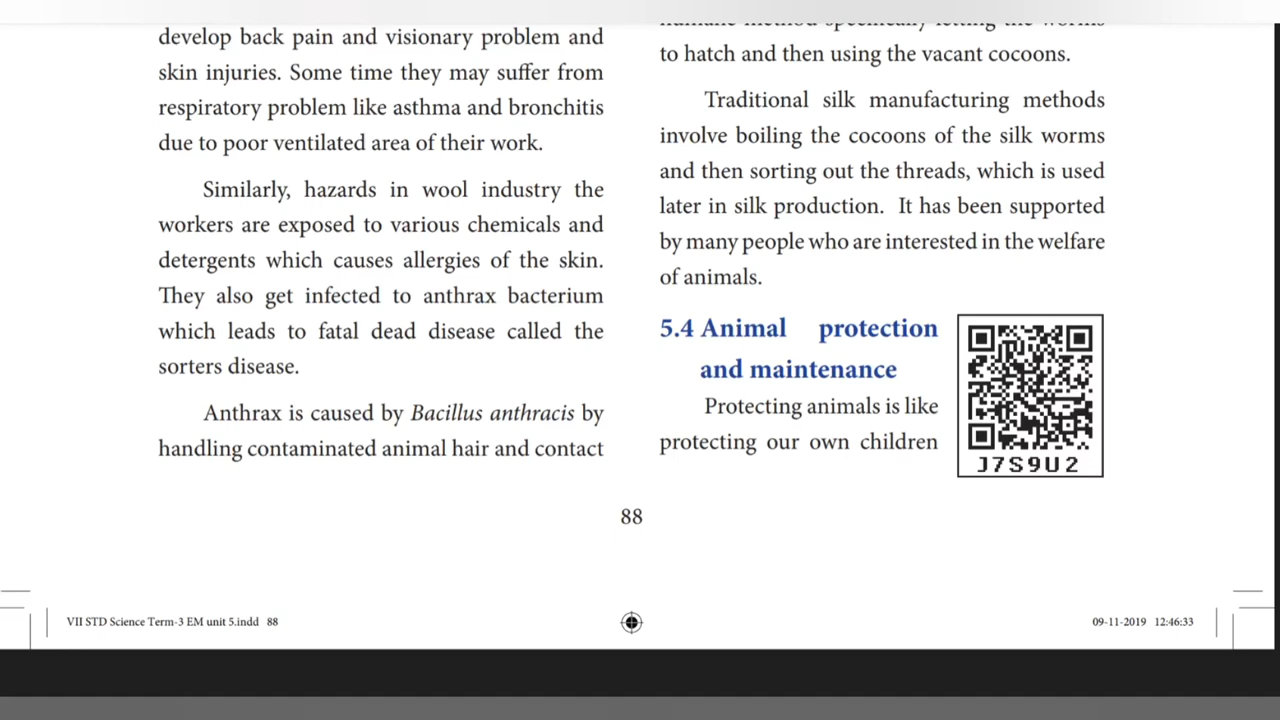 develop back pain and visionary problem and
skin injuries. Some time they may suffer from
respiratory problem like asthma and bronchitis
due to poor ventilated area of their work.
Similarly, hazards in wool industry the
workers are exposed to various chemicals and
detergents which causes allergies of the skin.
They also get infected to anthrax bacterium
which leads to fatal dead disease called the
sorters disease.
Anthrax is caused by Bacillus anthracis by
handling contaminated animal hair and contact
humane method specifically letting the worms
to hatch and then using the vacant cocoons.
Traditional silk manufacturing methods
involve boiling the cocoons of the silk worms
and then sorting out the threads, which is used
later in silk production. It has been supported
by many people who are interested in the welfare
of animals.
5.4 Animal protection
and maintenance
Protecting animals is like
protecting our own children
J7S9U2
88
VII STD Science Term-3 EM unit 5.indd 88
09-11-2019 12:46:33